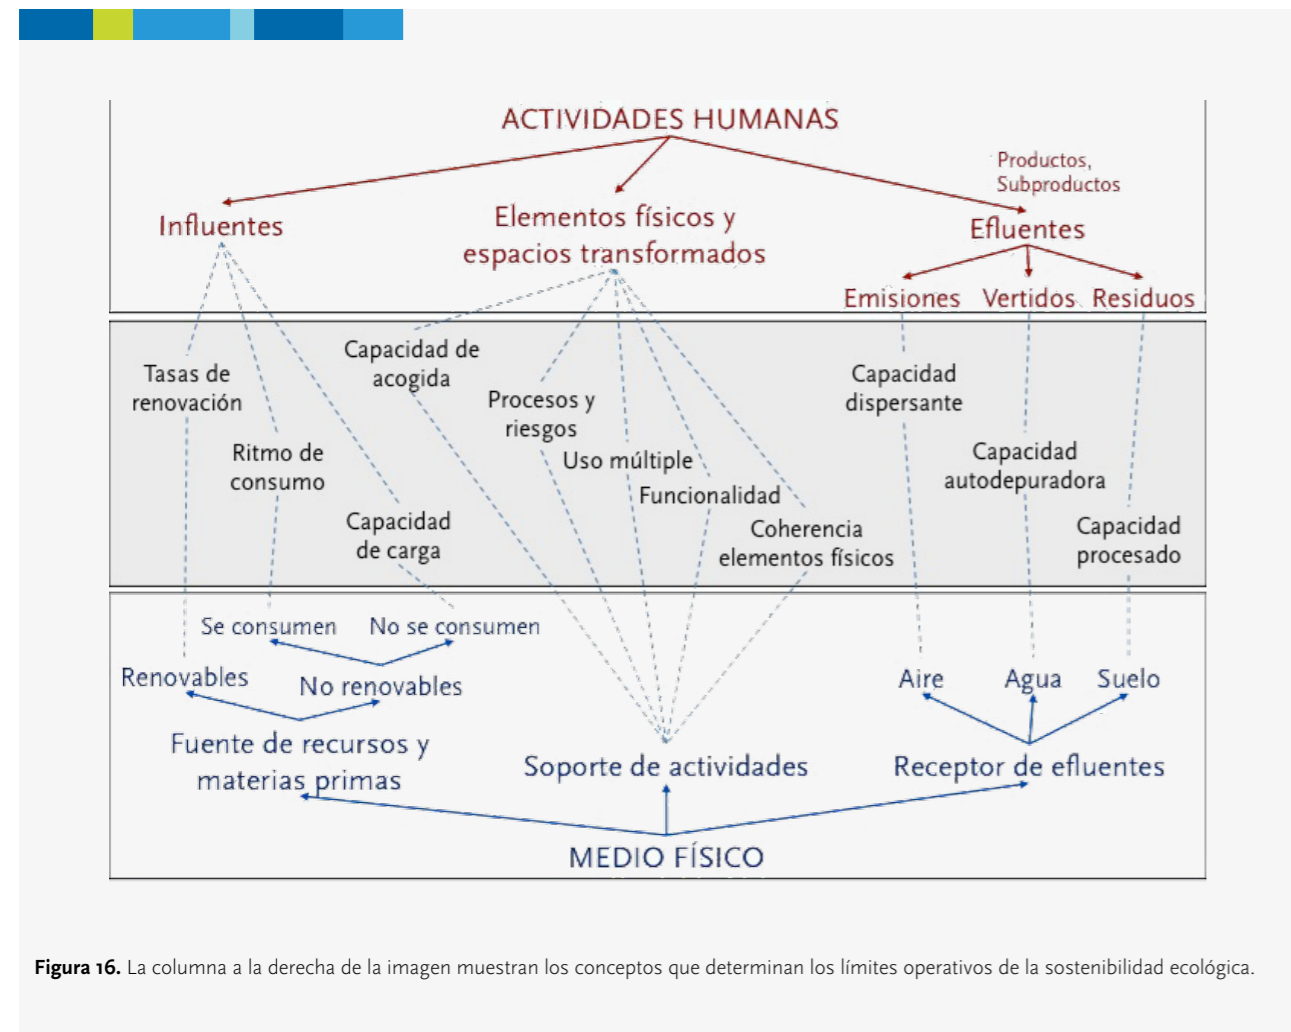 ACTIVIDADES HUMANAS
Productos,
Subproductos
Influentes
Elementos físicos y
espacios transformados
Efluentes
Emisiones
Vertidos
Residuos
Capacidad de
acogida
Tasas de
renovación
Procesos y
riesgos
Capacidad
dispersante
Ritmo de
consumo
Uso múltiple
Capacidad
autodepuradora
Funcionalidad
Capacidad
de carga
Coherencia
elementos físicos
Capacidad
procesado
Se consumen
No se consumen
Renovables
No renovables
Aire
Agua
Suelo
Fuente de recursos y
materias primas
Soporte de actividades
Receptor de efluentes
MEDIO FÍSICO
Figura 16. La columna a la derecha de la imagen muestran los conceptos que determinan los límites operativos de la sostenibilidad ecológica.